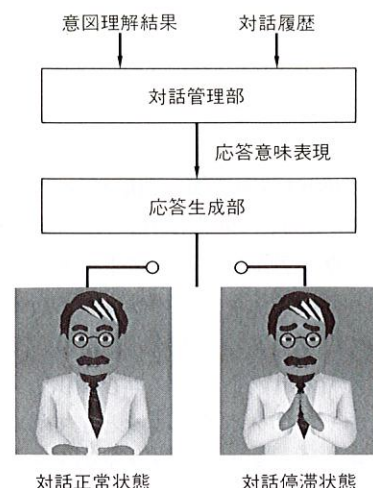 意図理解結果
対話履歴
対話管理部
応答意味表現
応答生成部
対話正常状態
対話停滞状態